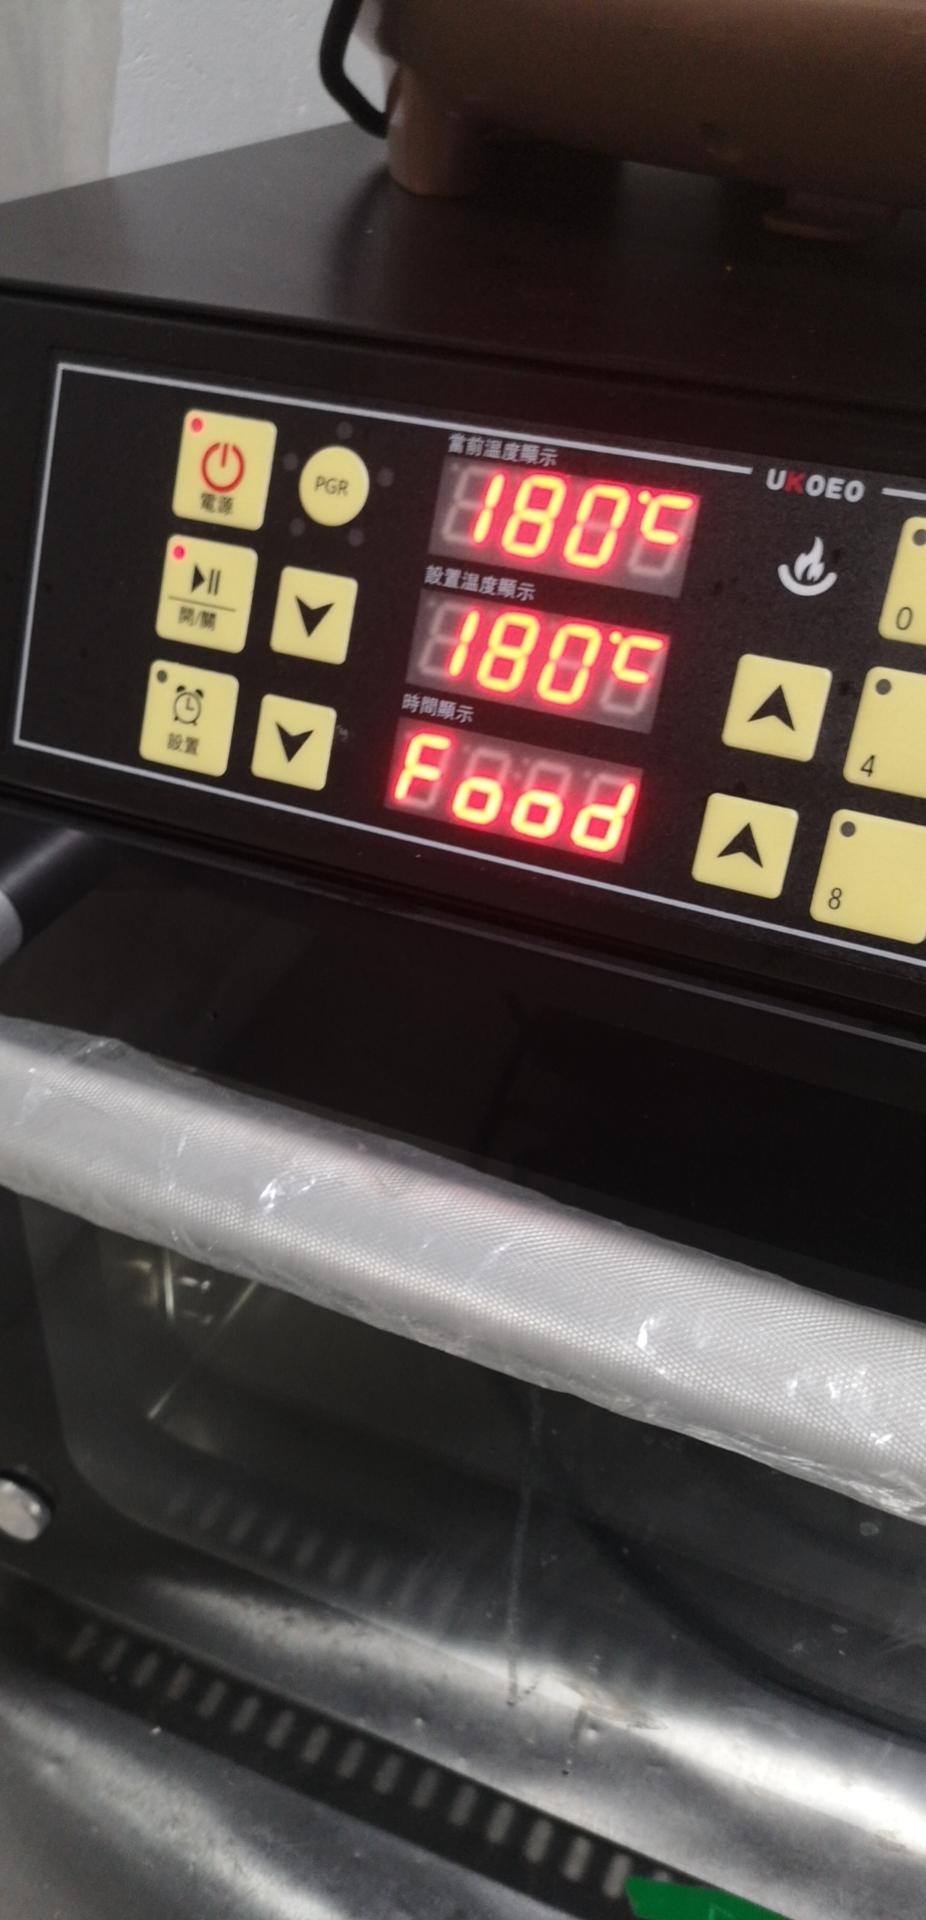 當前溫度顯示
180℃
UKOEO
電源
PGR
設置溫度顯示
180℃
開/關
0
時間顯示
Food
設置
4
8